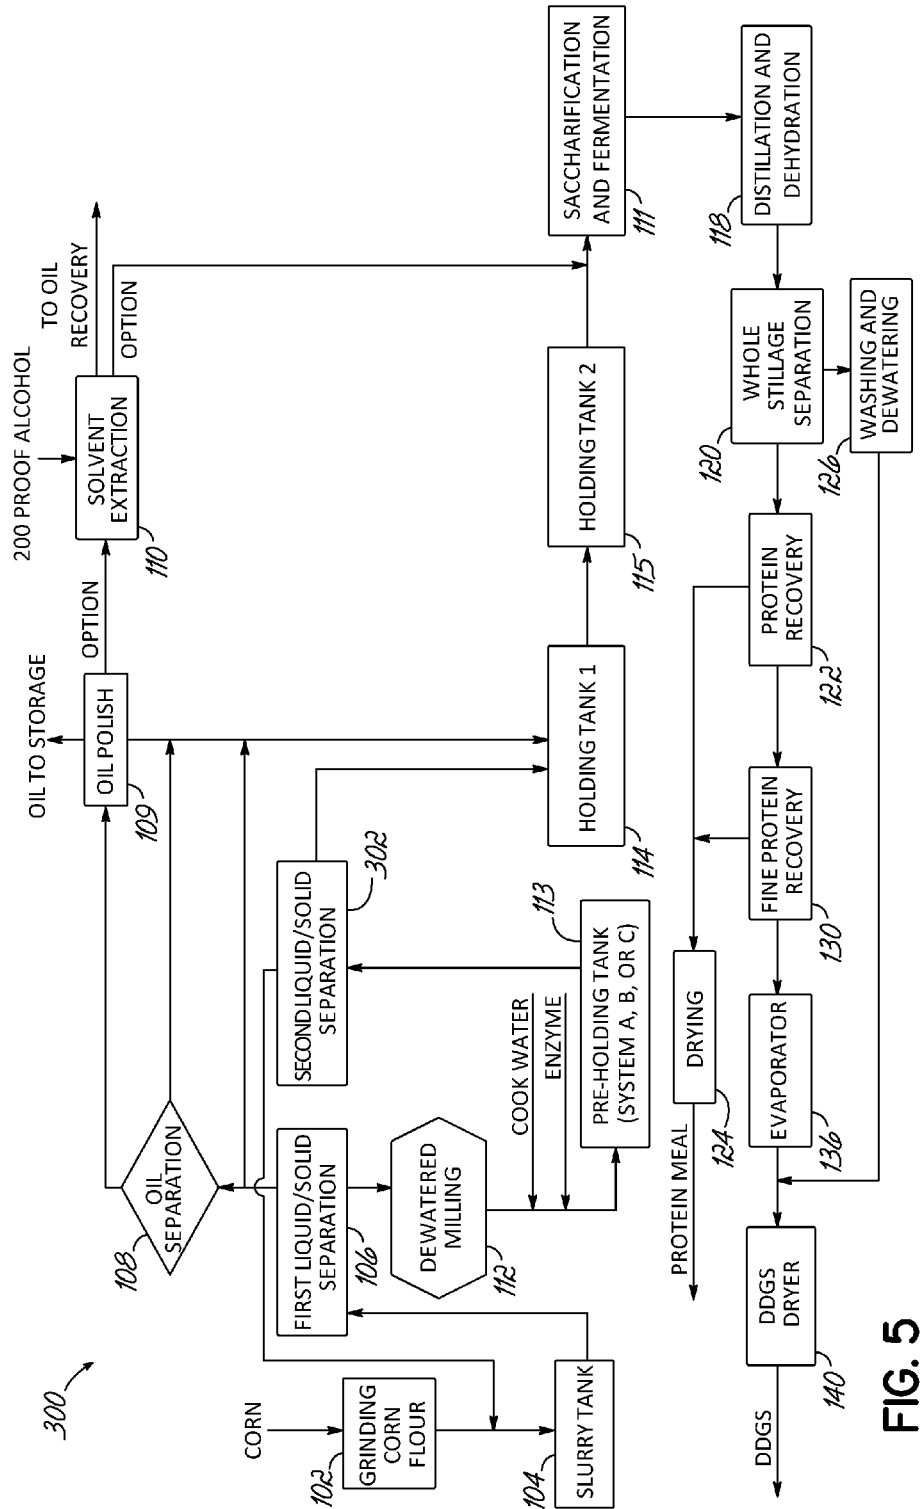 300
CORN
GRINDING
CORN
FLOUR
102
SLURRY TANK
104
FIRST LIQUID/SOLID
SEPARATION
106
OIL
SEPARATION
108
DEWATERED
MILLING
112
COOK WATER
ENZYME
PRE-HOLDING TANK
(SYSTEM A, B, OR C)
113
SECOND LIQUID/SOLID
SEPARATION
302
OIL TO STORAGE
OIL POLISH
109
OPTION
200 PROOF ALCOHOL
SOLVENT
EXTRACTION
110
TO OIL
RECOVERY
OPTION
HOLDING TANK 1
114
HOLDING TANK 2
115
SACCHARIFICATION
AND FERMENTATION
111
DISTILLATION AND
DEHYDRATION
118
WHOLE
STILLAGE
SEPARATION
120
WASHING AND
DEWATERING
126
PROTEIN
RECOVERY
122
FINE PROTEIN
RECOVERY
130
DRYING
124
PROTEIN MEAL
EVAPORATOR
136
DDGS
DRYER
140
DDGS
FIG. 5